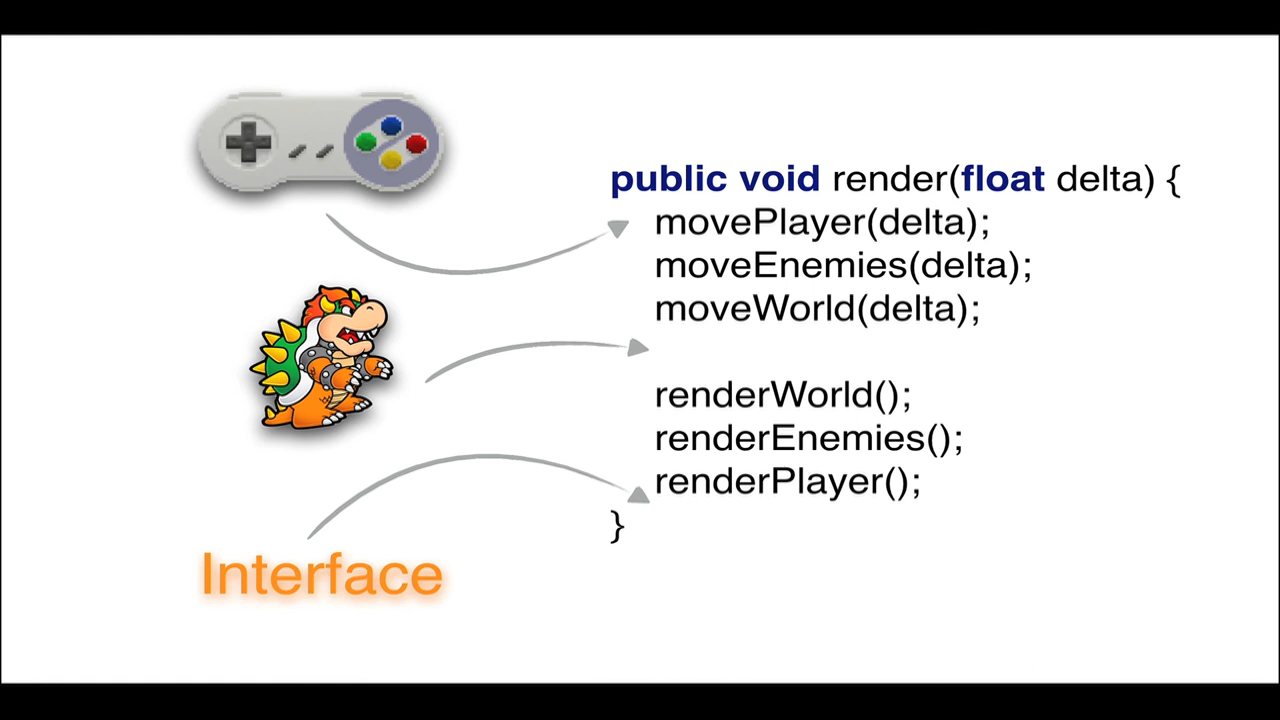 public void render(float delta) {
movePlayer(delta);
moveEnemies(delta);
moveWorld(delta);
renderWorld();
renderEnemies();
renderPlayer();
}
Interface